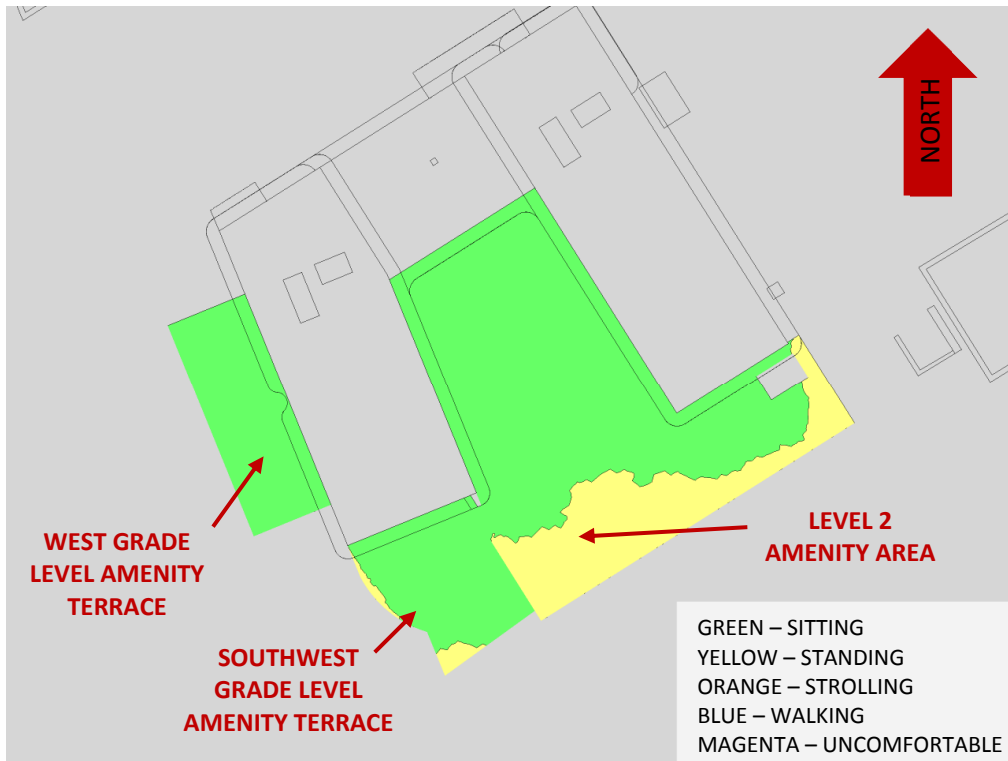 NORTH
WEST GRADE
LEVEL AMENITY
TERRACE
SOUTHWEST
GRADE LEVEL
AMENITY TERRACE
LEVEL 2
AMENITY AREA
GREEN – SITTING
YELLOW – STANDING
ORANGE – STROLLING
BLUE – WALKING
MAGENTA – UNCOMFORTABLE